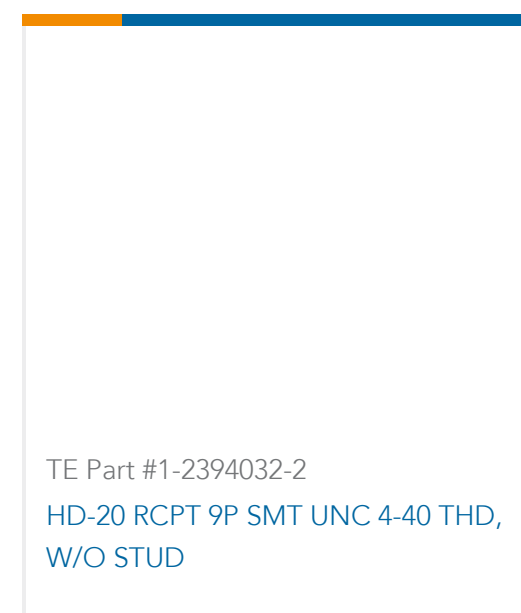 TE Part #1-2394032-2
HD-20 RCPT 9P SMT UNC 4-40 THD,
W/O STUD